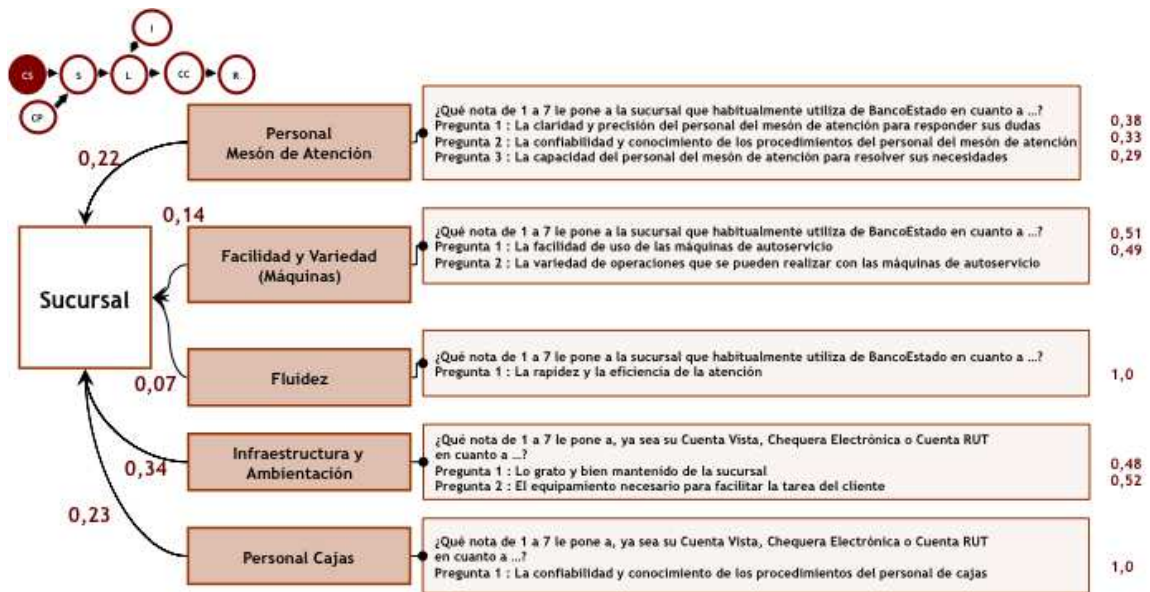 I
CS
S
L
CC
R
CP
Personal
Mesón de Atención
¿Qué nota de 1 a 7 le pone a la sucursal que habitualmente utiliza de BancoEstado en cuanto a ...?
Pregunta 1 : La claridad y precisión del personal del mesón de atención para responder sus dudas
Pregunta 2 : La confiabilidad y conocimiento de los procedimientos del personal del mesón de atención
Pregunta 3 : La capacidad del personal del mesón de atención para resolver sus necesidades
0,38
0,33
0,29
0,22
0,14
Sucursal
Facilidad y Variedad
(Máquinas)
¿Qué nota de 1 a 7 le pone a la sucursal que habitualmente utiliza de BancoEstado en cuanto a ...?
Pregunta 1 : La facilidad de uso de las máquinas de autoservicio
Pregunta 2 : La variedad de operaciones que se pueden realizar con las máquinas de autoservicio
0,51
0,49
0,07
Fluidez
¿Qué nota de 1 a 7 le pone a la sucursal que habitualmente utiliza de BancoEstado en cuanto a ...?
Pregunta 1 : La rapidez y la eficiencia de la atención
1,0
0,34
Infraestructura y
Ambientación
¿Qué nota de 1 a 7 le pone a, ya sea su Cuenta Vista, Chequera Electrónica o Cuenta RUT
en cuanto a ...?
Pregunta 1 : Lo grato y bien mantenido de la sucursal
Pregunta 2 : El equipamiento necesario para facilitar la tarea del cliente
0,48
0,52
0,23
Personal Cajas
¿Qué nota de 1 a 7 le pone a, ya sea su Cuenta Vista, Chequera Electrónica o Cuenta RUT
en cuanto a ...?
Pregunta 1 : La confiabilidad y conocimiento de los procedimientos del personal de cajas
1,0